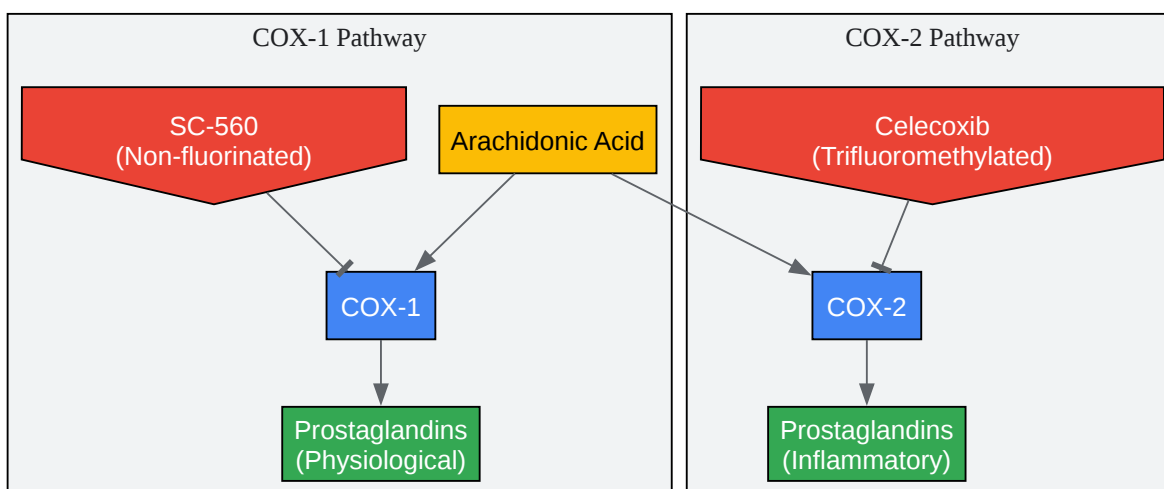 COX-1 Pathway
SC-560
(Non-fluorinated)
Arachidonic Acid
COX-1
Prostaglandins
(Physiological)
COX-2 Pathway
Celecoxib
(Trifluoromethylated)
COX-2
Prostaglandins
(Inflammatory)